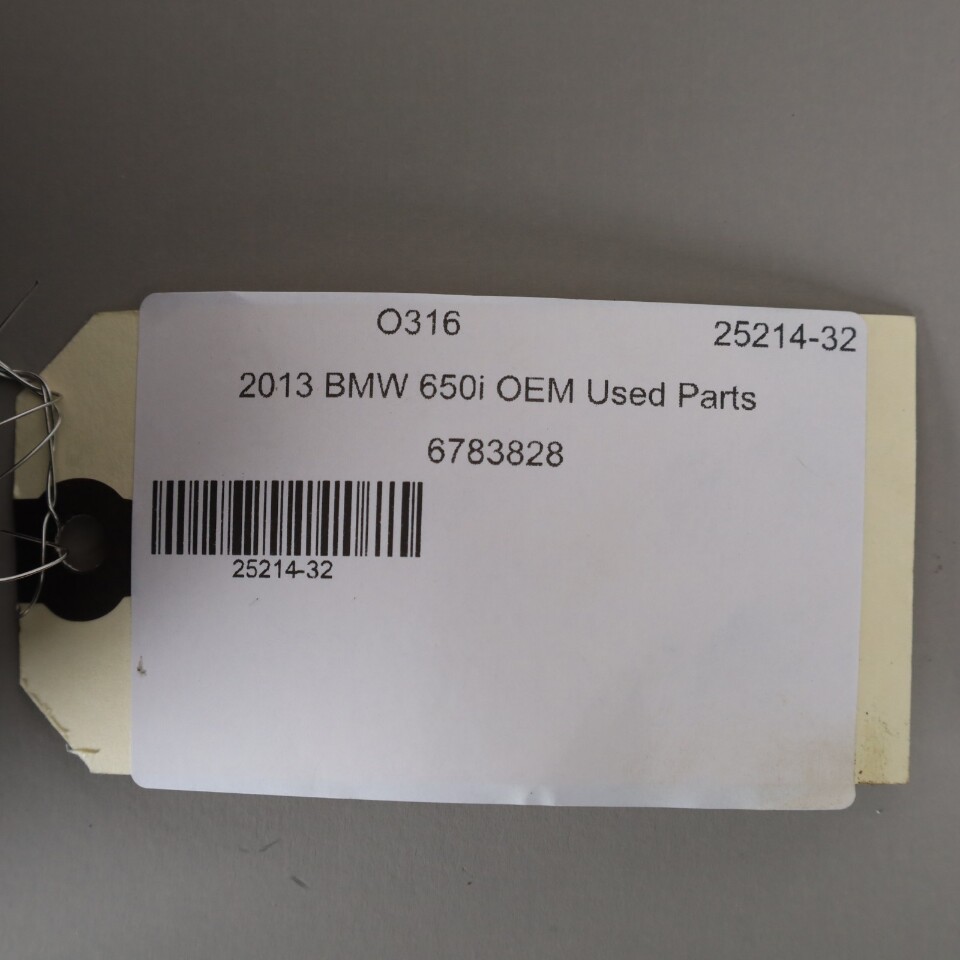 O316 25214-32
2013 BMW 650i OEM Used Parts
6783828
25214-32